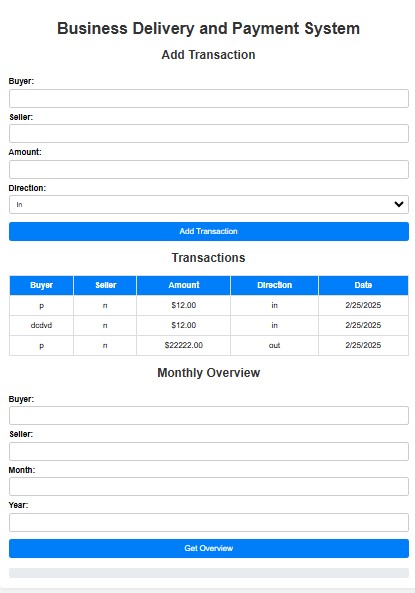 Business Delivery and Payment System
Add Transaction
Buyer:
Seller:
Amount:
Direction:
In
Add Transaction
Transactions
Buyer Seller Amount Direction Date
p n $12.00 in 2/25/2025
dcdvd n $12.00 in 2/25/2025
p n $22222.00 out 2/25/2025
Monthly Overview
Buyer:
Seller:
Month:
Year:
Get Overview